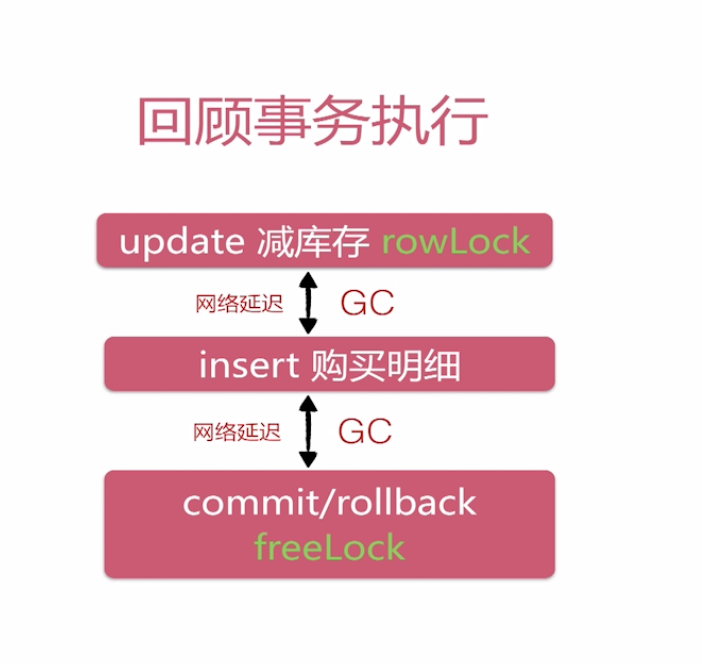 回顾事务执行
update 减库存 rowLock
网络延迟 GC
insert 购买明细
网络延迟 GC
commit/rollback
freeLock